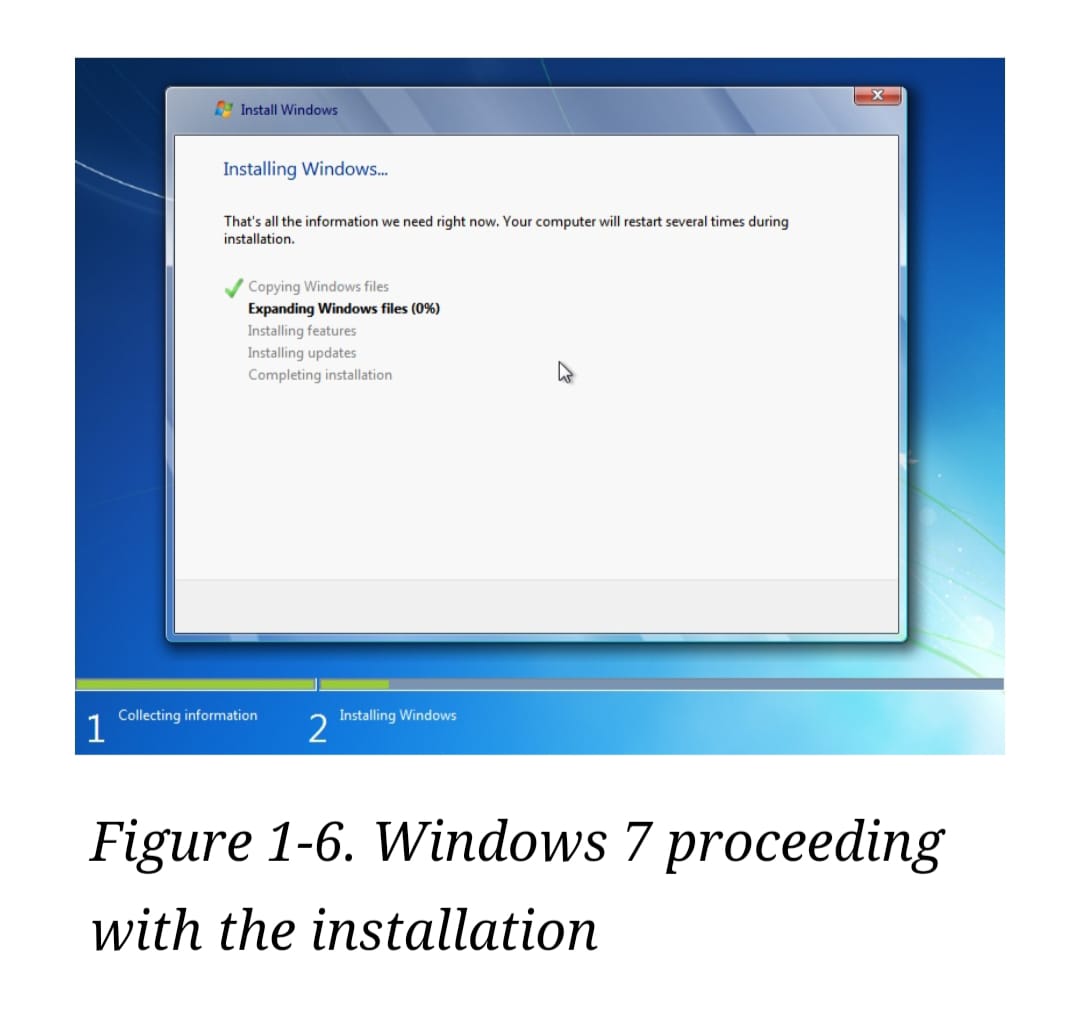 Install Windows
Installing Windows...
That's all the information we need right now. Your computer will restart several times during
installation.
Copying Windows files
Expanding Windows files (0%)
Installing features
Installing updates
Completing installation
1 Collecting information
2 Installing Windows
Figure 1-6. Windows 7 proceeding
with the installation